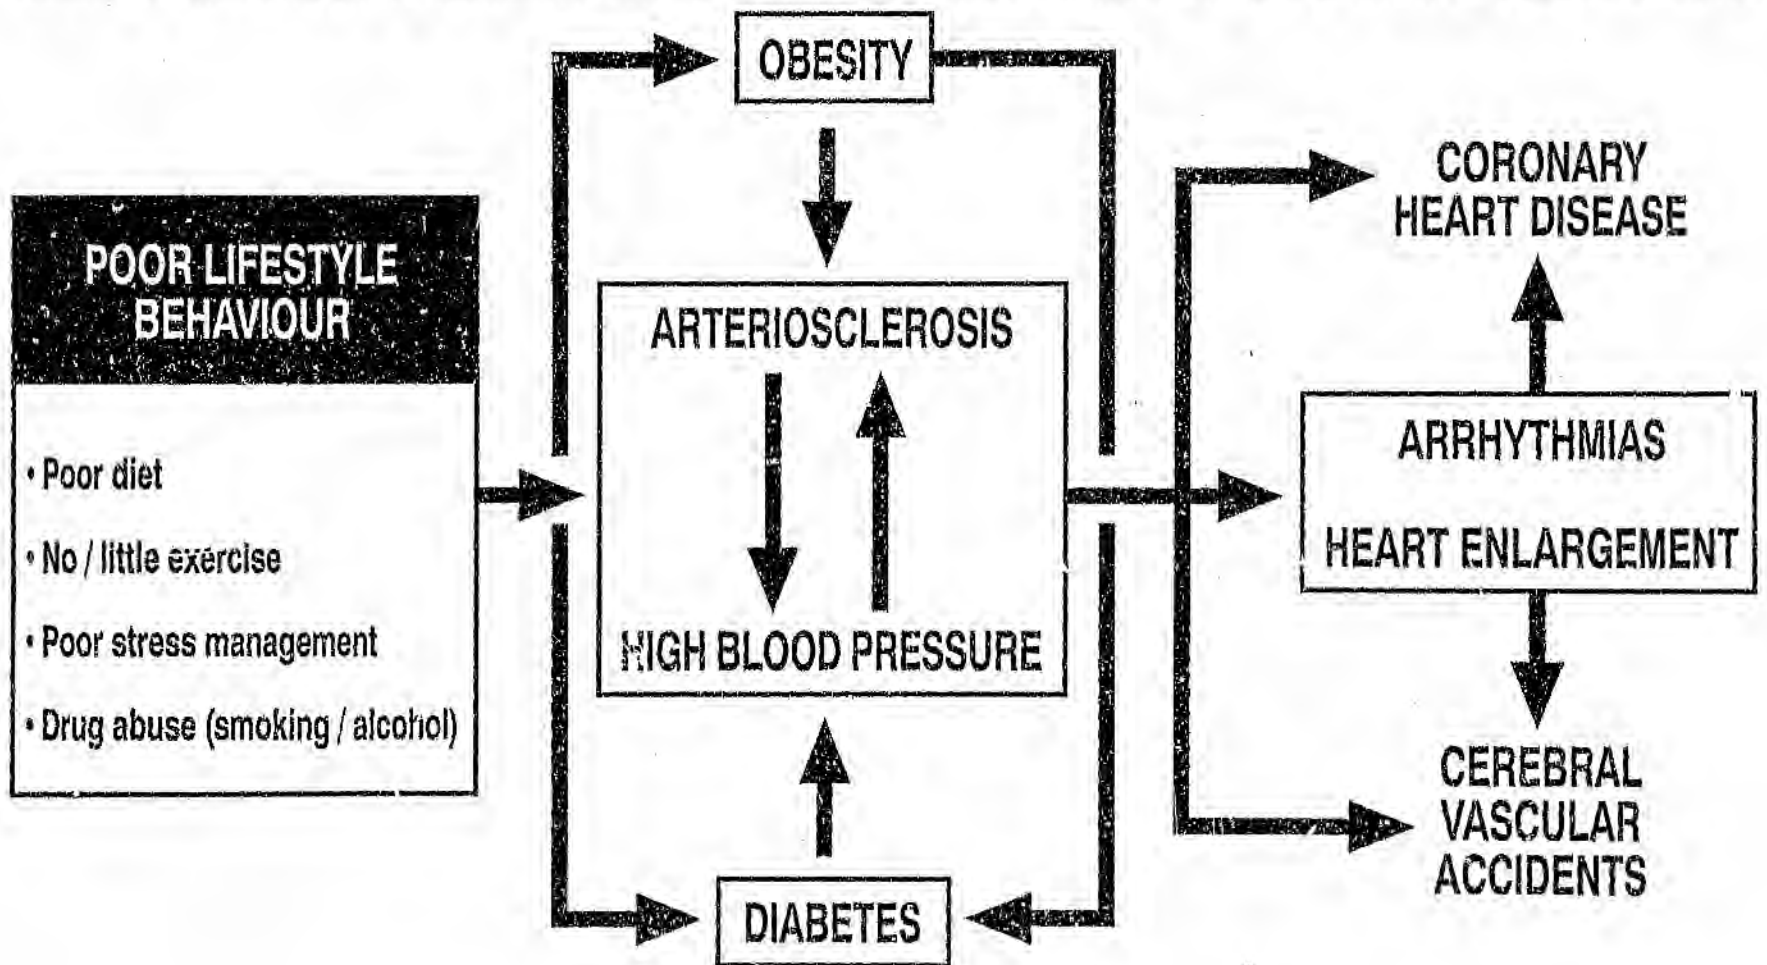 OBESITY
POOR LIFESTYLE
BEHAVIOUR
• Poor diet
• No / little exercise
• Poor stress management
• Drug abuse (smoking / alcohol)
ARTERIOSCLEROSIS
HIGH BLOOD PRESSURE
DIABETES
CORONARY
HEART DISEASE
ARRHYTHMIAS
HEART ENLARGEMENT
CEREBRAL
VASCULAR
ACCIDENTS